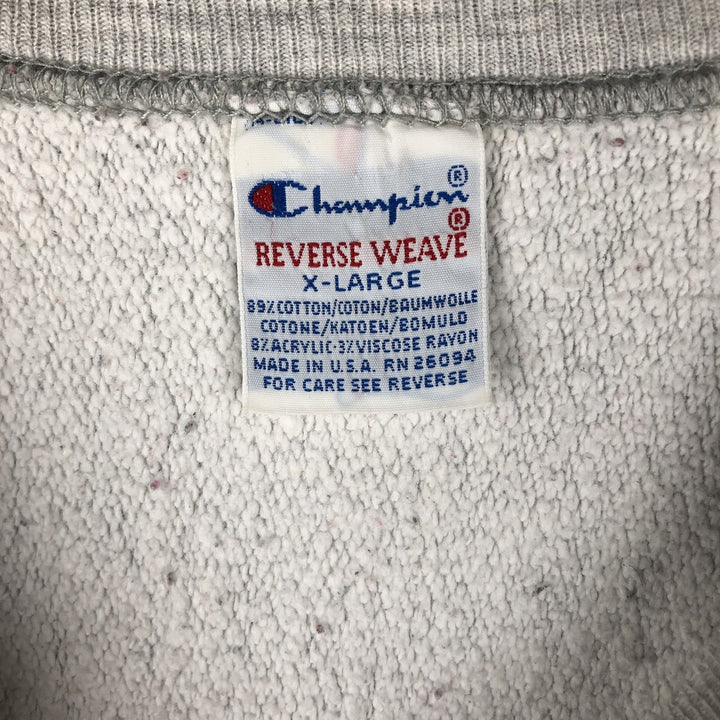 Champion®
REVERSE WEAVE®
X-LARGE
89% COTTON/COTON/BAUMWOLLE
COTONE/KATOEN/BOMULD
8% ACRYLIC-3% VISCOSE RAYON
MADE IN U.S.A. RN 26094
FOR CARE SEE REVERSE